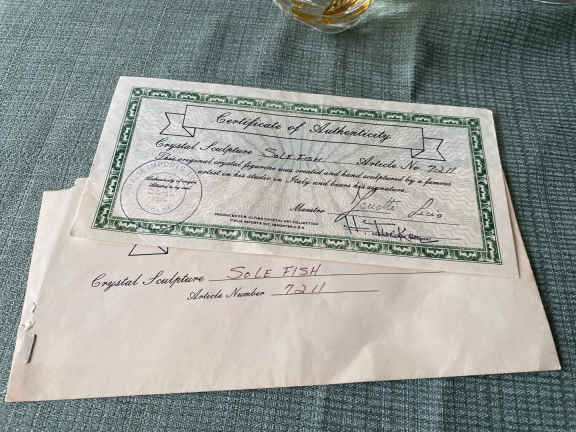 Certificate of Authenticity
Crystal Sculpture SOLE FISH Article No. 7211
This original crystal figurine was created and hand sculptured by a famous
artist in his studio in Italy and bears his signature.
Maestro
Crystal Sculpture SOLE FISH
Article Number 7211